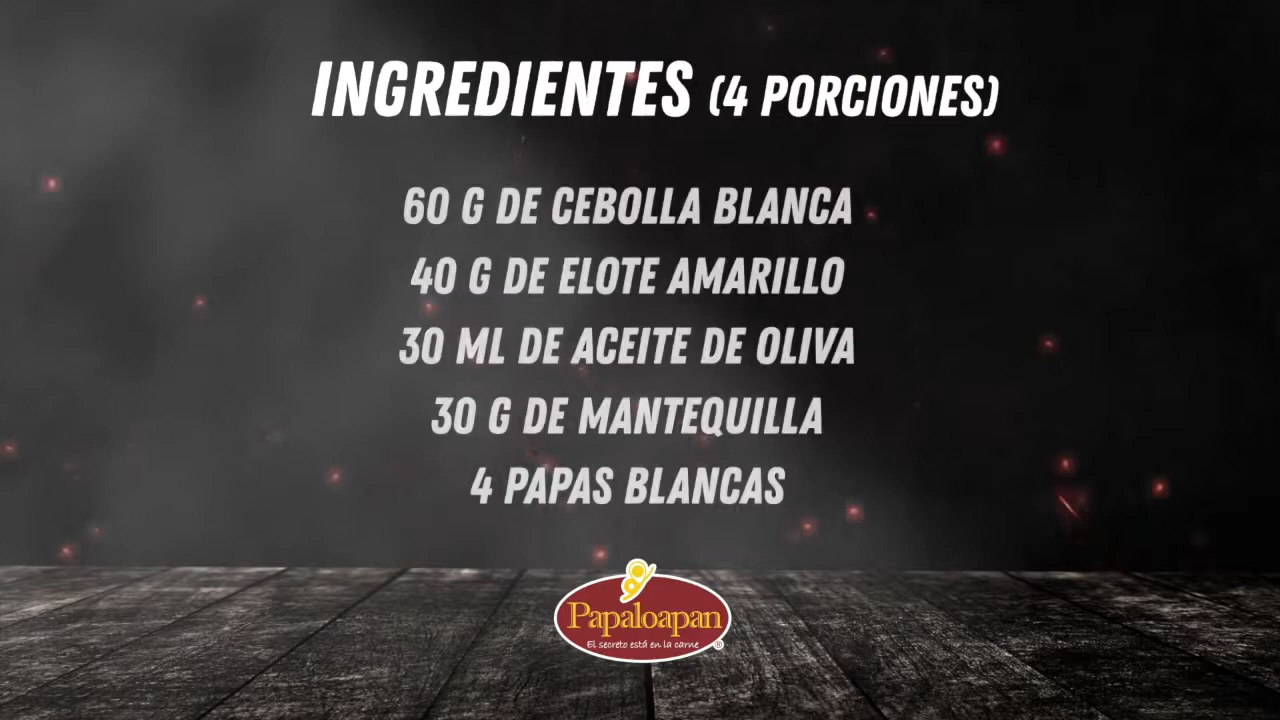 INGREDIENTES (4 PORCIONES)
60 G DE CEBOLLA BLANCA
40 G DE ELOTE AMARILLO
30 ML DE ACEITE DE OLIVA
30 G DE MANTEQUILLA
4 PAPAS BLANCAS
Papaloapan
El secreto está en la carne ®